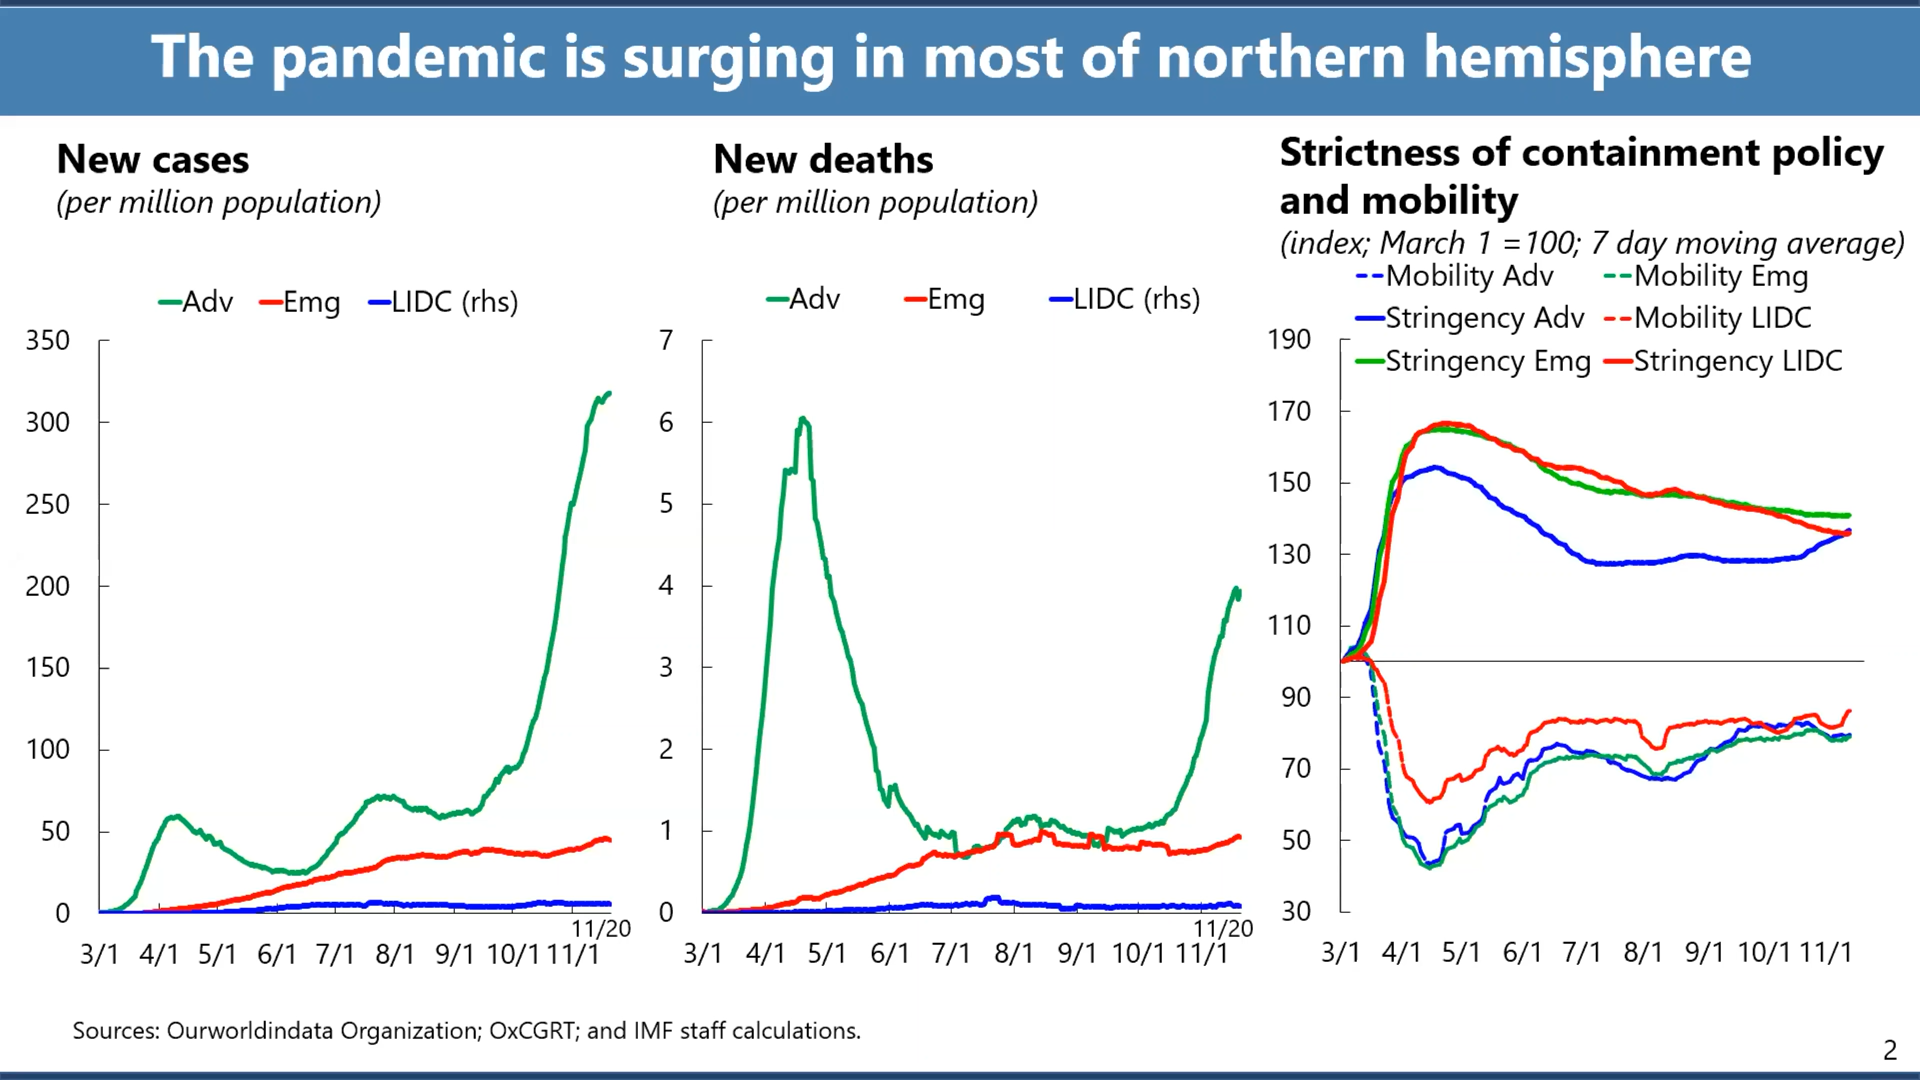 The pandemic is surging in most of northern hemisphere
New cases
(per million population)
Adv Emg LIDC (rhs)
350
300
250
200
150
100
50
0
11/20
3/1 4/1 5/1 6/1 7/1 8/1 9/1 10/1 11/1
New deaths
(per million population)
Adv Emg LIDC (rhs)
7
6
5
4
3
2
1
0
11/20
3/1 4/1 5/1 6/1 7/1 8/1 9/1 10/1 11/1
Strictness of containment policy
and mobility
(index; March 1 =100; 7 day moving average)
Mobility Adv Mobility Emg
Stringency Adv Mobility LIDC
Stringency Emg Stringency LIDC
190
170
150
130
110
90
70
50
30
3/1 4/1 5/1 6/1 7/1 8/1 9/1 10/1 11/1
Sources: Ourworldindata Organization; OxCGRT; and IMF staff calculations.
2